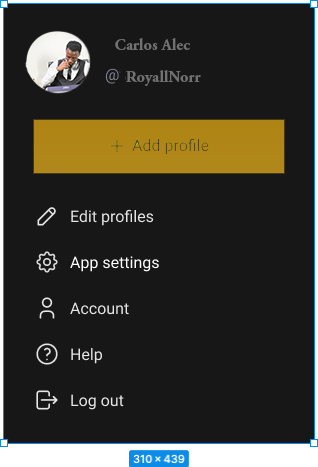 Carlos Alec
@ RoyallNorr
+ Add profile
Edit profiles
App settings
Account
Help
Log out
310 × 439